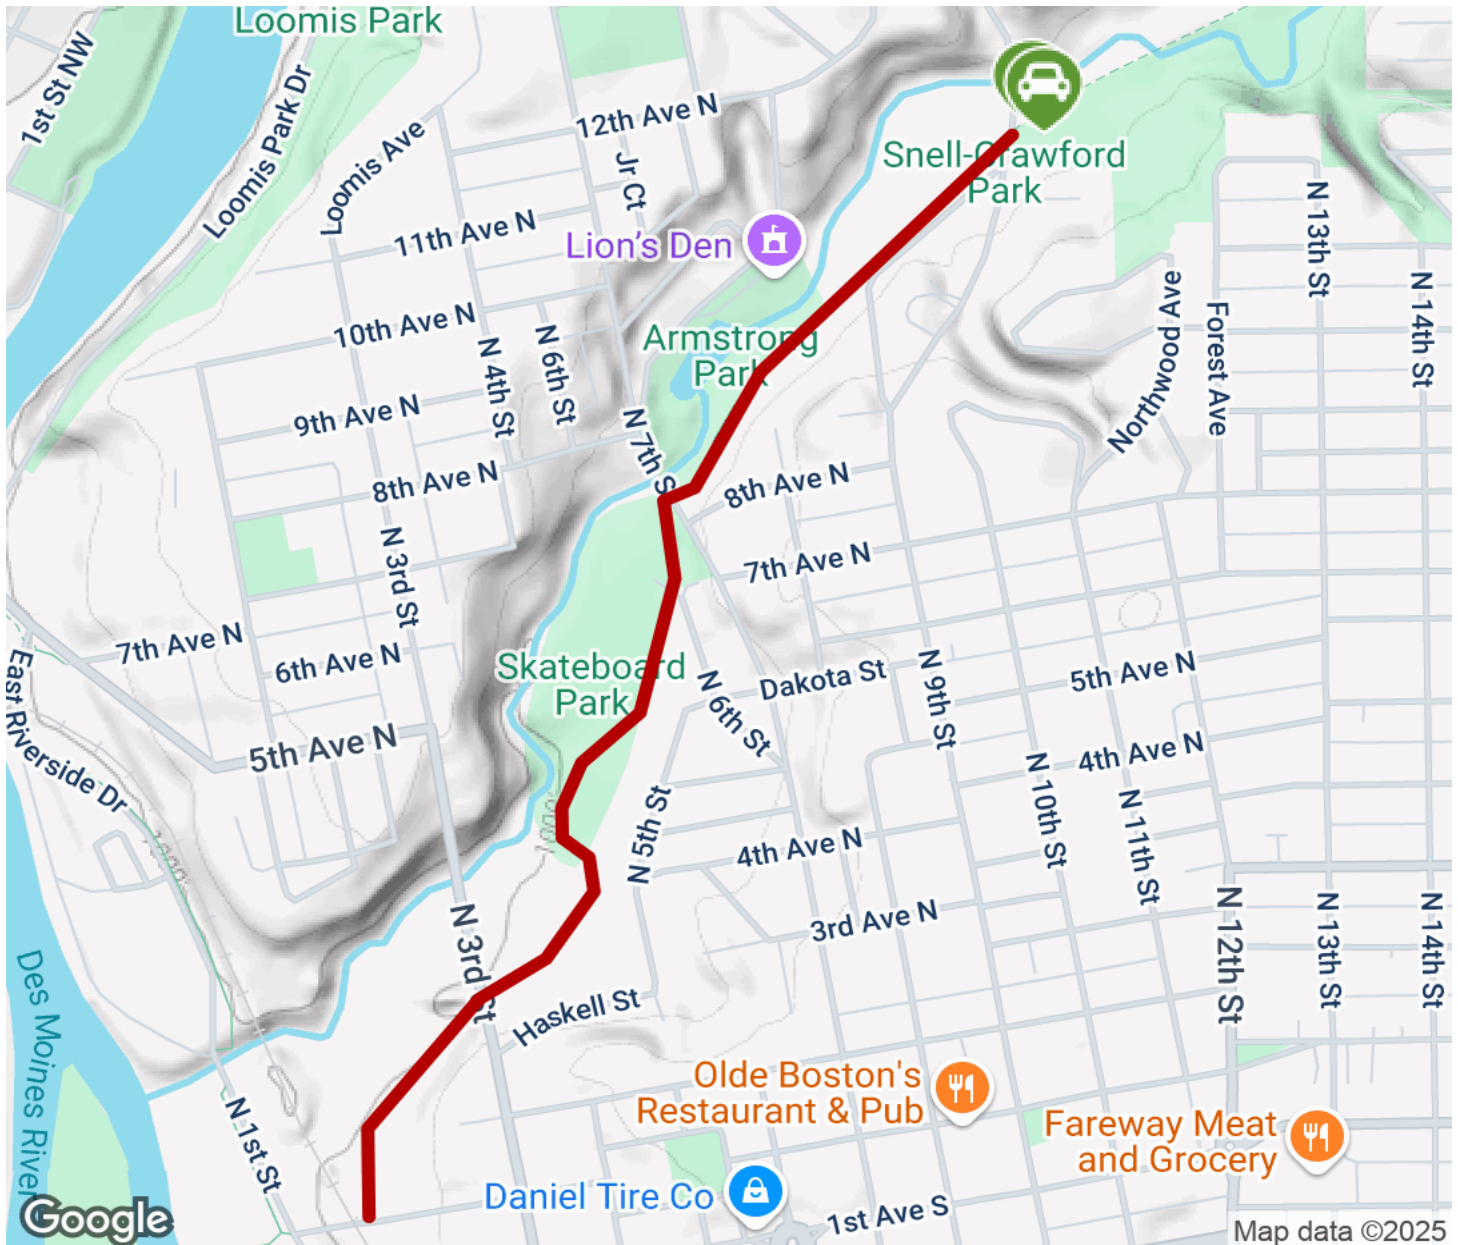 Loomis Park
1st St NW
Loomis Park Dr
Loomis Ave
12th Ave N
Jr Ct
Snell-Crawford
Park
11th Ave N
Lion's Den
N 13th St
10th Ave N
N 4th St
N 6th St
Armstrong
Park
Northwood Ave
Forest Ave
N 14th St
9th Ave N
N 7th S
8th Ave N
8th Ave N
N 3rd St
7th Ave N
7th Ave N
6th Ave N
East Riverside Dr
Skateboard
Park
N 6th St
Dakota St
N 9th St
5th Ave N
5th Ave N
4th Ave N
N 10th St
N 11th St
N 5th St
4th Ave N
3rd Ave N
N 3rd St
N 12th St
N 13th St
N 14th St
Des Moines River
Haskell St
Olde Boston's
Restaurant & Pub
Fareway Meat
and Grocery
N 1st St
Daniel Tire Co
1st Ave S
Google
Map data ©2025